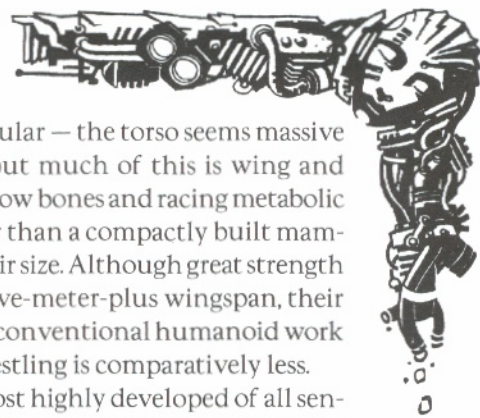 ular — the torso seems massive
out much of this is wing and
ow bones and racing metabolic
than a compactly built mam-
ir size. Although great strength
ve-meter-plus wingspan, their
conventional humanoid work
estling is comparatively less.
ost highly developed of all sen-